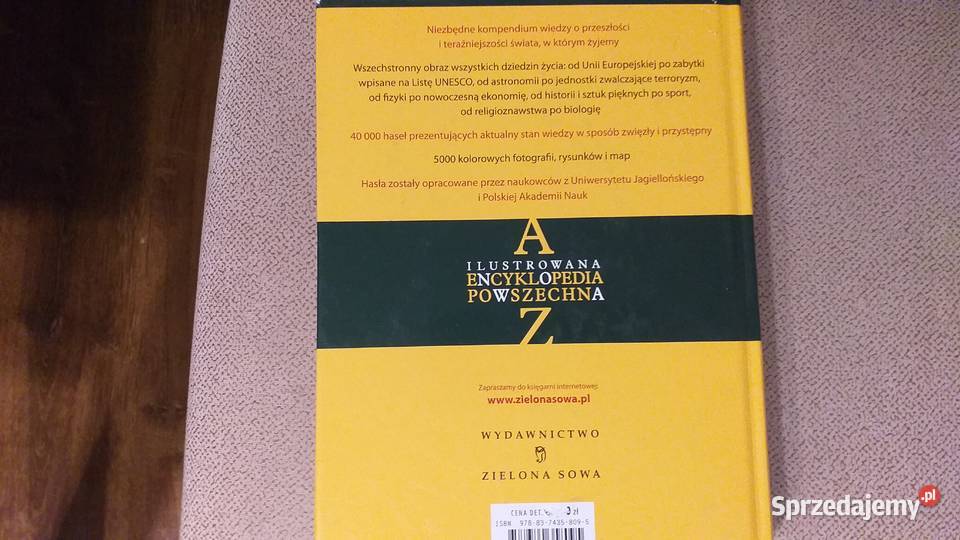 Niezbędne kompendium wiedzy o przeszłości
i teraźniejszości świata, w którym żyjemy
Wszechstronny obraz wszystkich dziedzin życia: od Unii Europejskiej po zabytki
wpisane na Listę UNESCO, od astronomii po jednostki zwalczające terroryzm,
od fizyki po nowoczesną ekonomię, od historii i sztuk pięknych po sport,
od religioznawstwa po biologię
40 000 haseł prezentujących aktualny stan wiedzy w sposób zwięzły i przystępny
5000 kolorowych fotografii, rysunków i map
Hasła zostały opracowane przez naukowców z Uniwersytetu Jagiellońskiego
i Polskiej Akademii Nauk
A
ILUSTROWANA
ENCYKLOPEDIA
POWSZECHNA
Z
Zapraszamy do księgarni internetowej:
www.zielonasowa.pl
WYDAWNICTWO
ZIELONA SOWA
CENA DET. zł
ISBN 978-83-7435-809-5
Sprzedajemy.pl